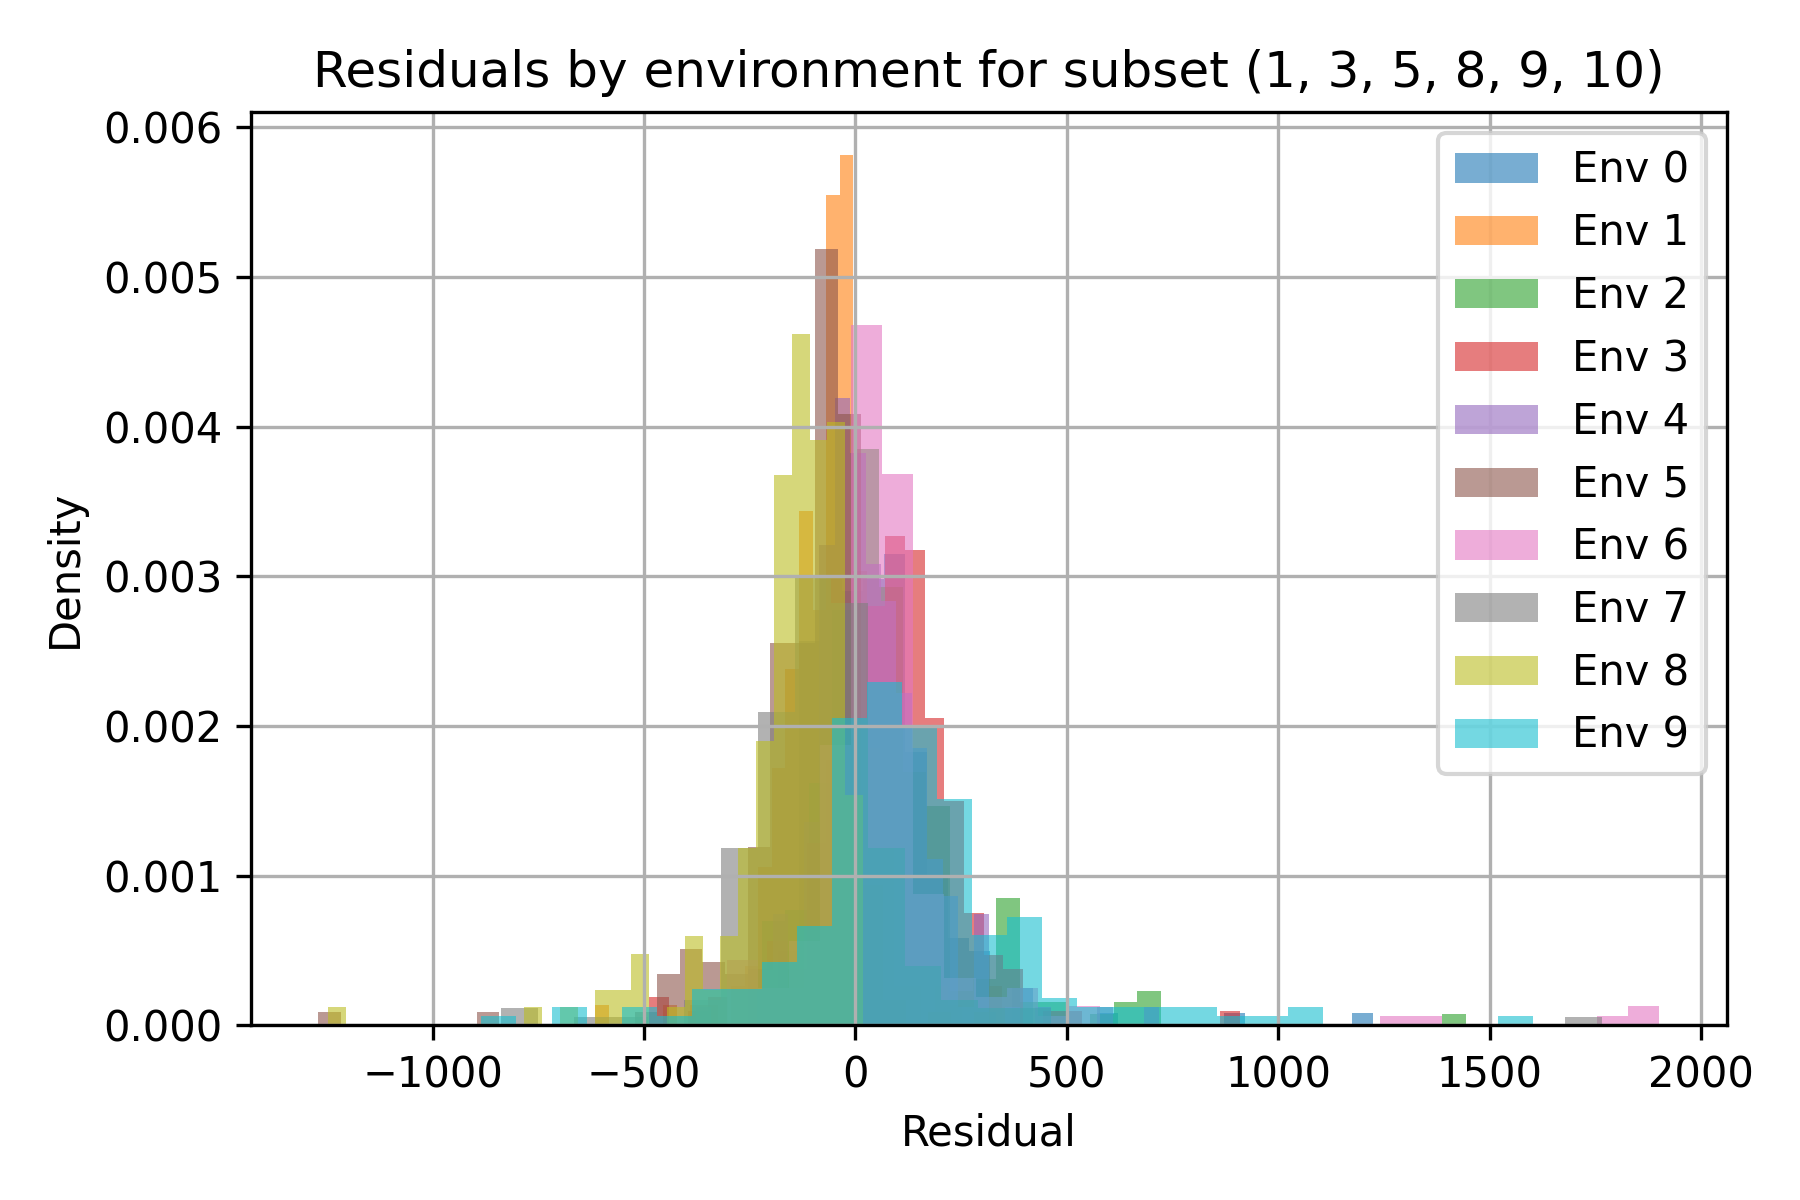 Residuals by environment for subset (1, 3, 5, 8, 9, 10)
0.006
0.005
0.004
0.003
0.002
0.001
0.000
Density
−1000
−500
0
500
1000
1500
2000
Residual
Env 0
Env 1
Env 2
Env 3
Env 4
Env 5
Env 6
Env 7
Env 8
Env 9